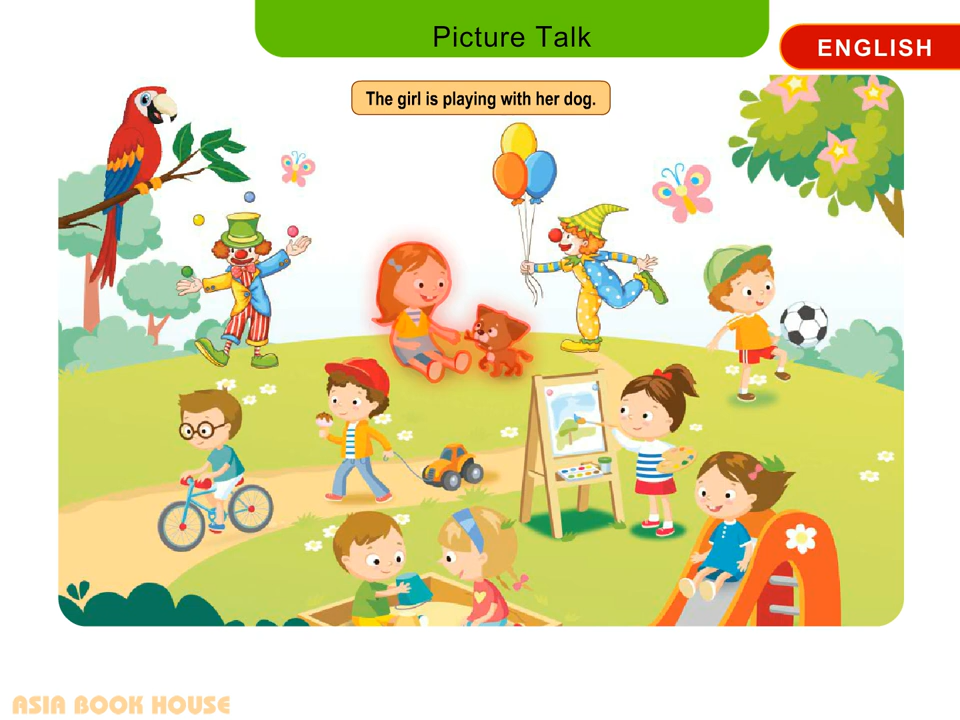 Picture Talk
ENGLISH
The girl is playing with her dog.
ASIA BOOK HOUSE